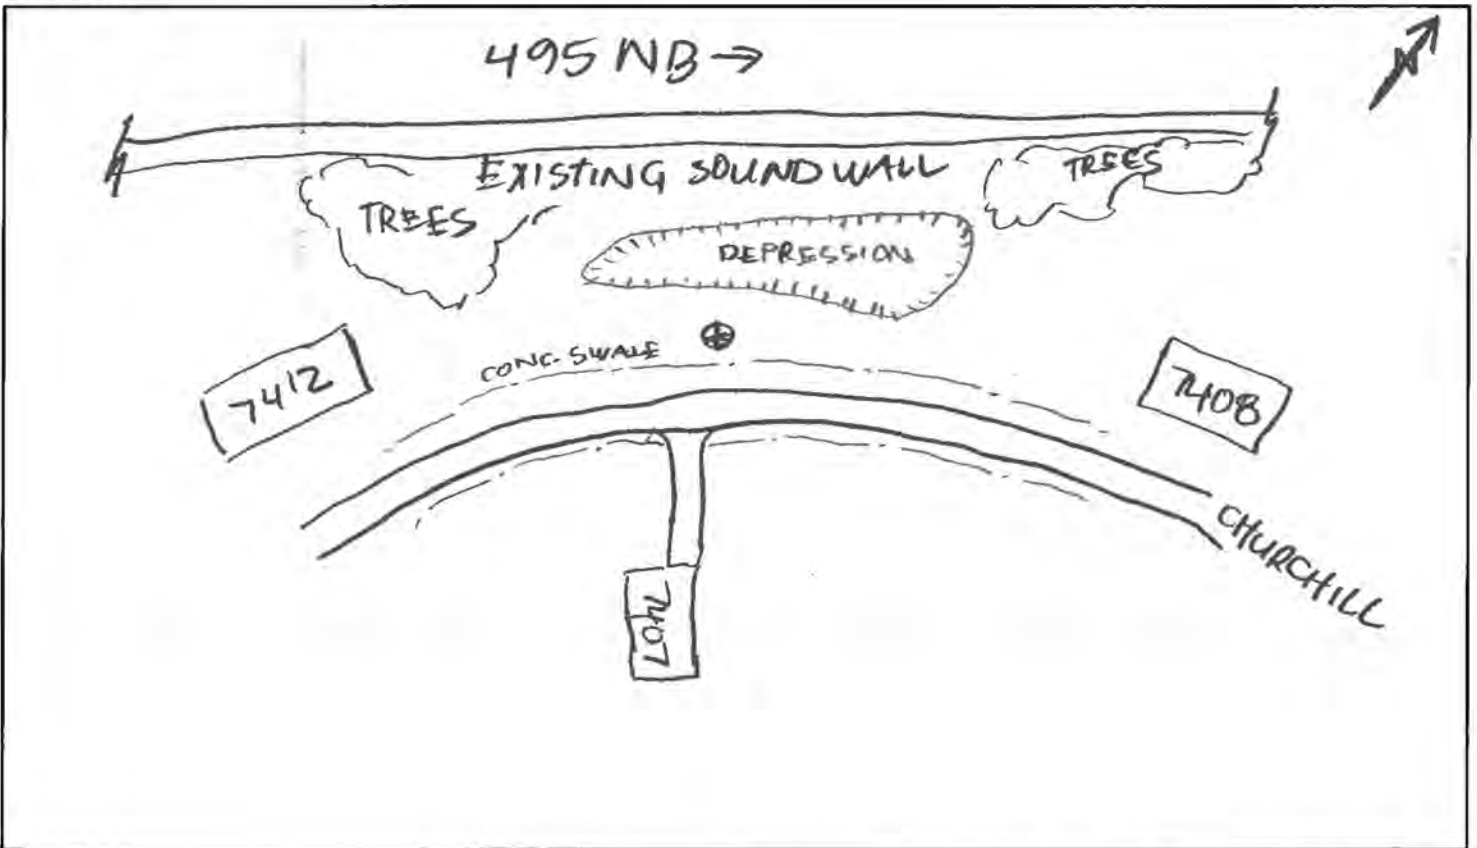 495 NB →
N
EXISTING SOUND WALL
TREES
TREES
DEPRESSION
CONC. SWALE
7412
7408
CHURCHILL
7407